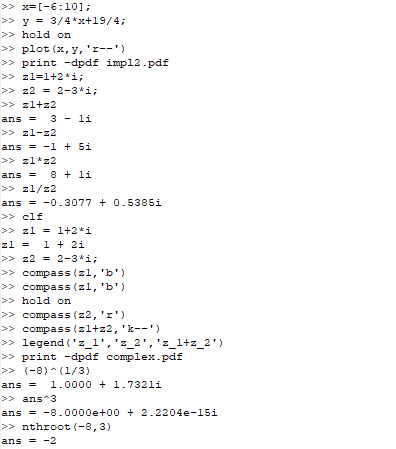 >> x=[-6:10];
>> y = 3/4*x+19/4;
>> hold on
>> plot(x,y,'r--')
>> print -dpdf impl2.pdf
>> z1=1+2*i;
>> z2 = 2-3*i;
>> z1+z2
ans =  3 - 1i
>> z1-z2
ans = -1 + 5i
>> z1*z2
ans =  8 + 1i
>> z1/z2
ans = -0.3077 + 0.5385i
>> clf
>> z1 = 1+2*i
z1 =  1 + 2i
>> z2 = 2-3*i;
>> compass(z1,'b')
>> compass(z1,'b')
>> hold on
>> compass(z2,'r')
>> compass(z1+z2,'k--')
>> legend('z_1','z_2','z_1+z_2')
>> print -dpdf complex.pdf
>> (-8)^(1/3)
ans =  1.0000 + 1.7321i
>> ans^3
ans = -8.0000e+00 + 2.2204e-15i
>> nthroot(-8,3)
ans = -2